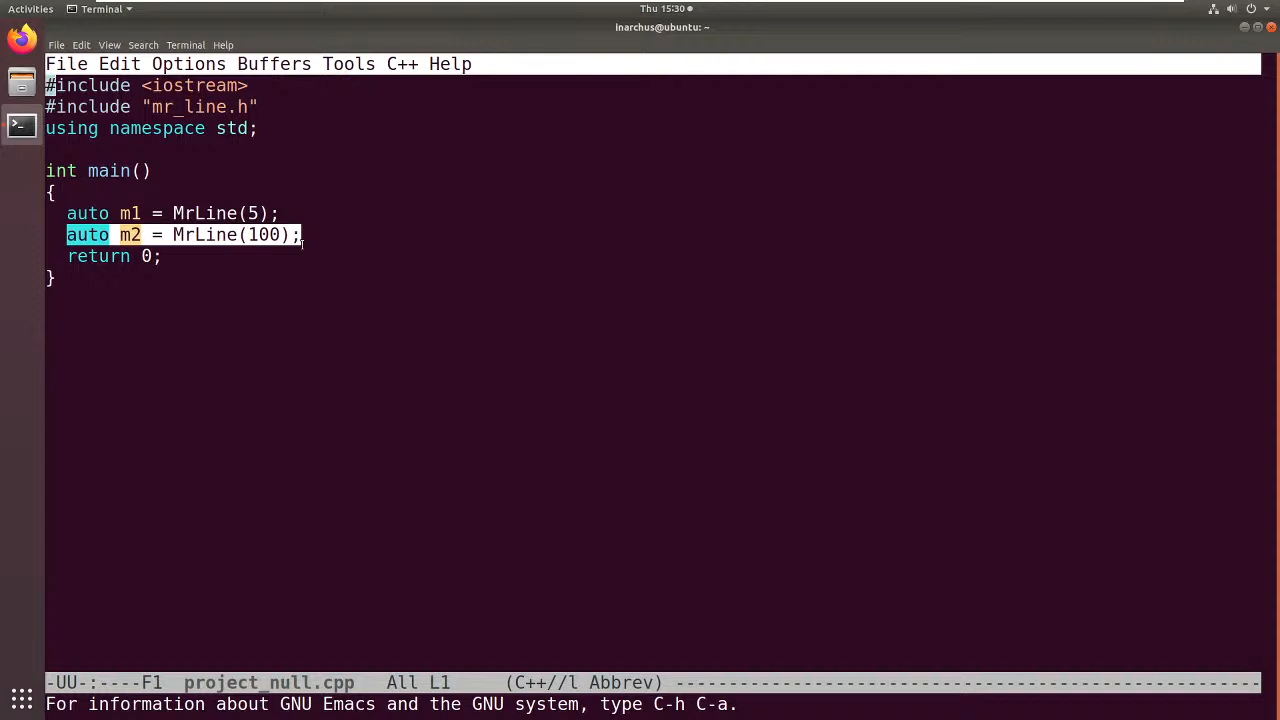 Activities Terminal Thu 15:30
inarchus@ubuntu: ~
File Edit View Search Terminal Help
File Edit Options Buffers Tools C++ Help
#include <iostream>
#include "mr_line.h"
using namespace std;
int main()
{
auto m1 = MrLine(5);
auto m2 = MrLine(100);
return 0;
}
-UU-:----F1 project_null.cpp All L1 (C++//l Abbrev) -------------------------------------------------------
For information about GNU Emacs and the GNU system, type C-h C-a.